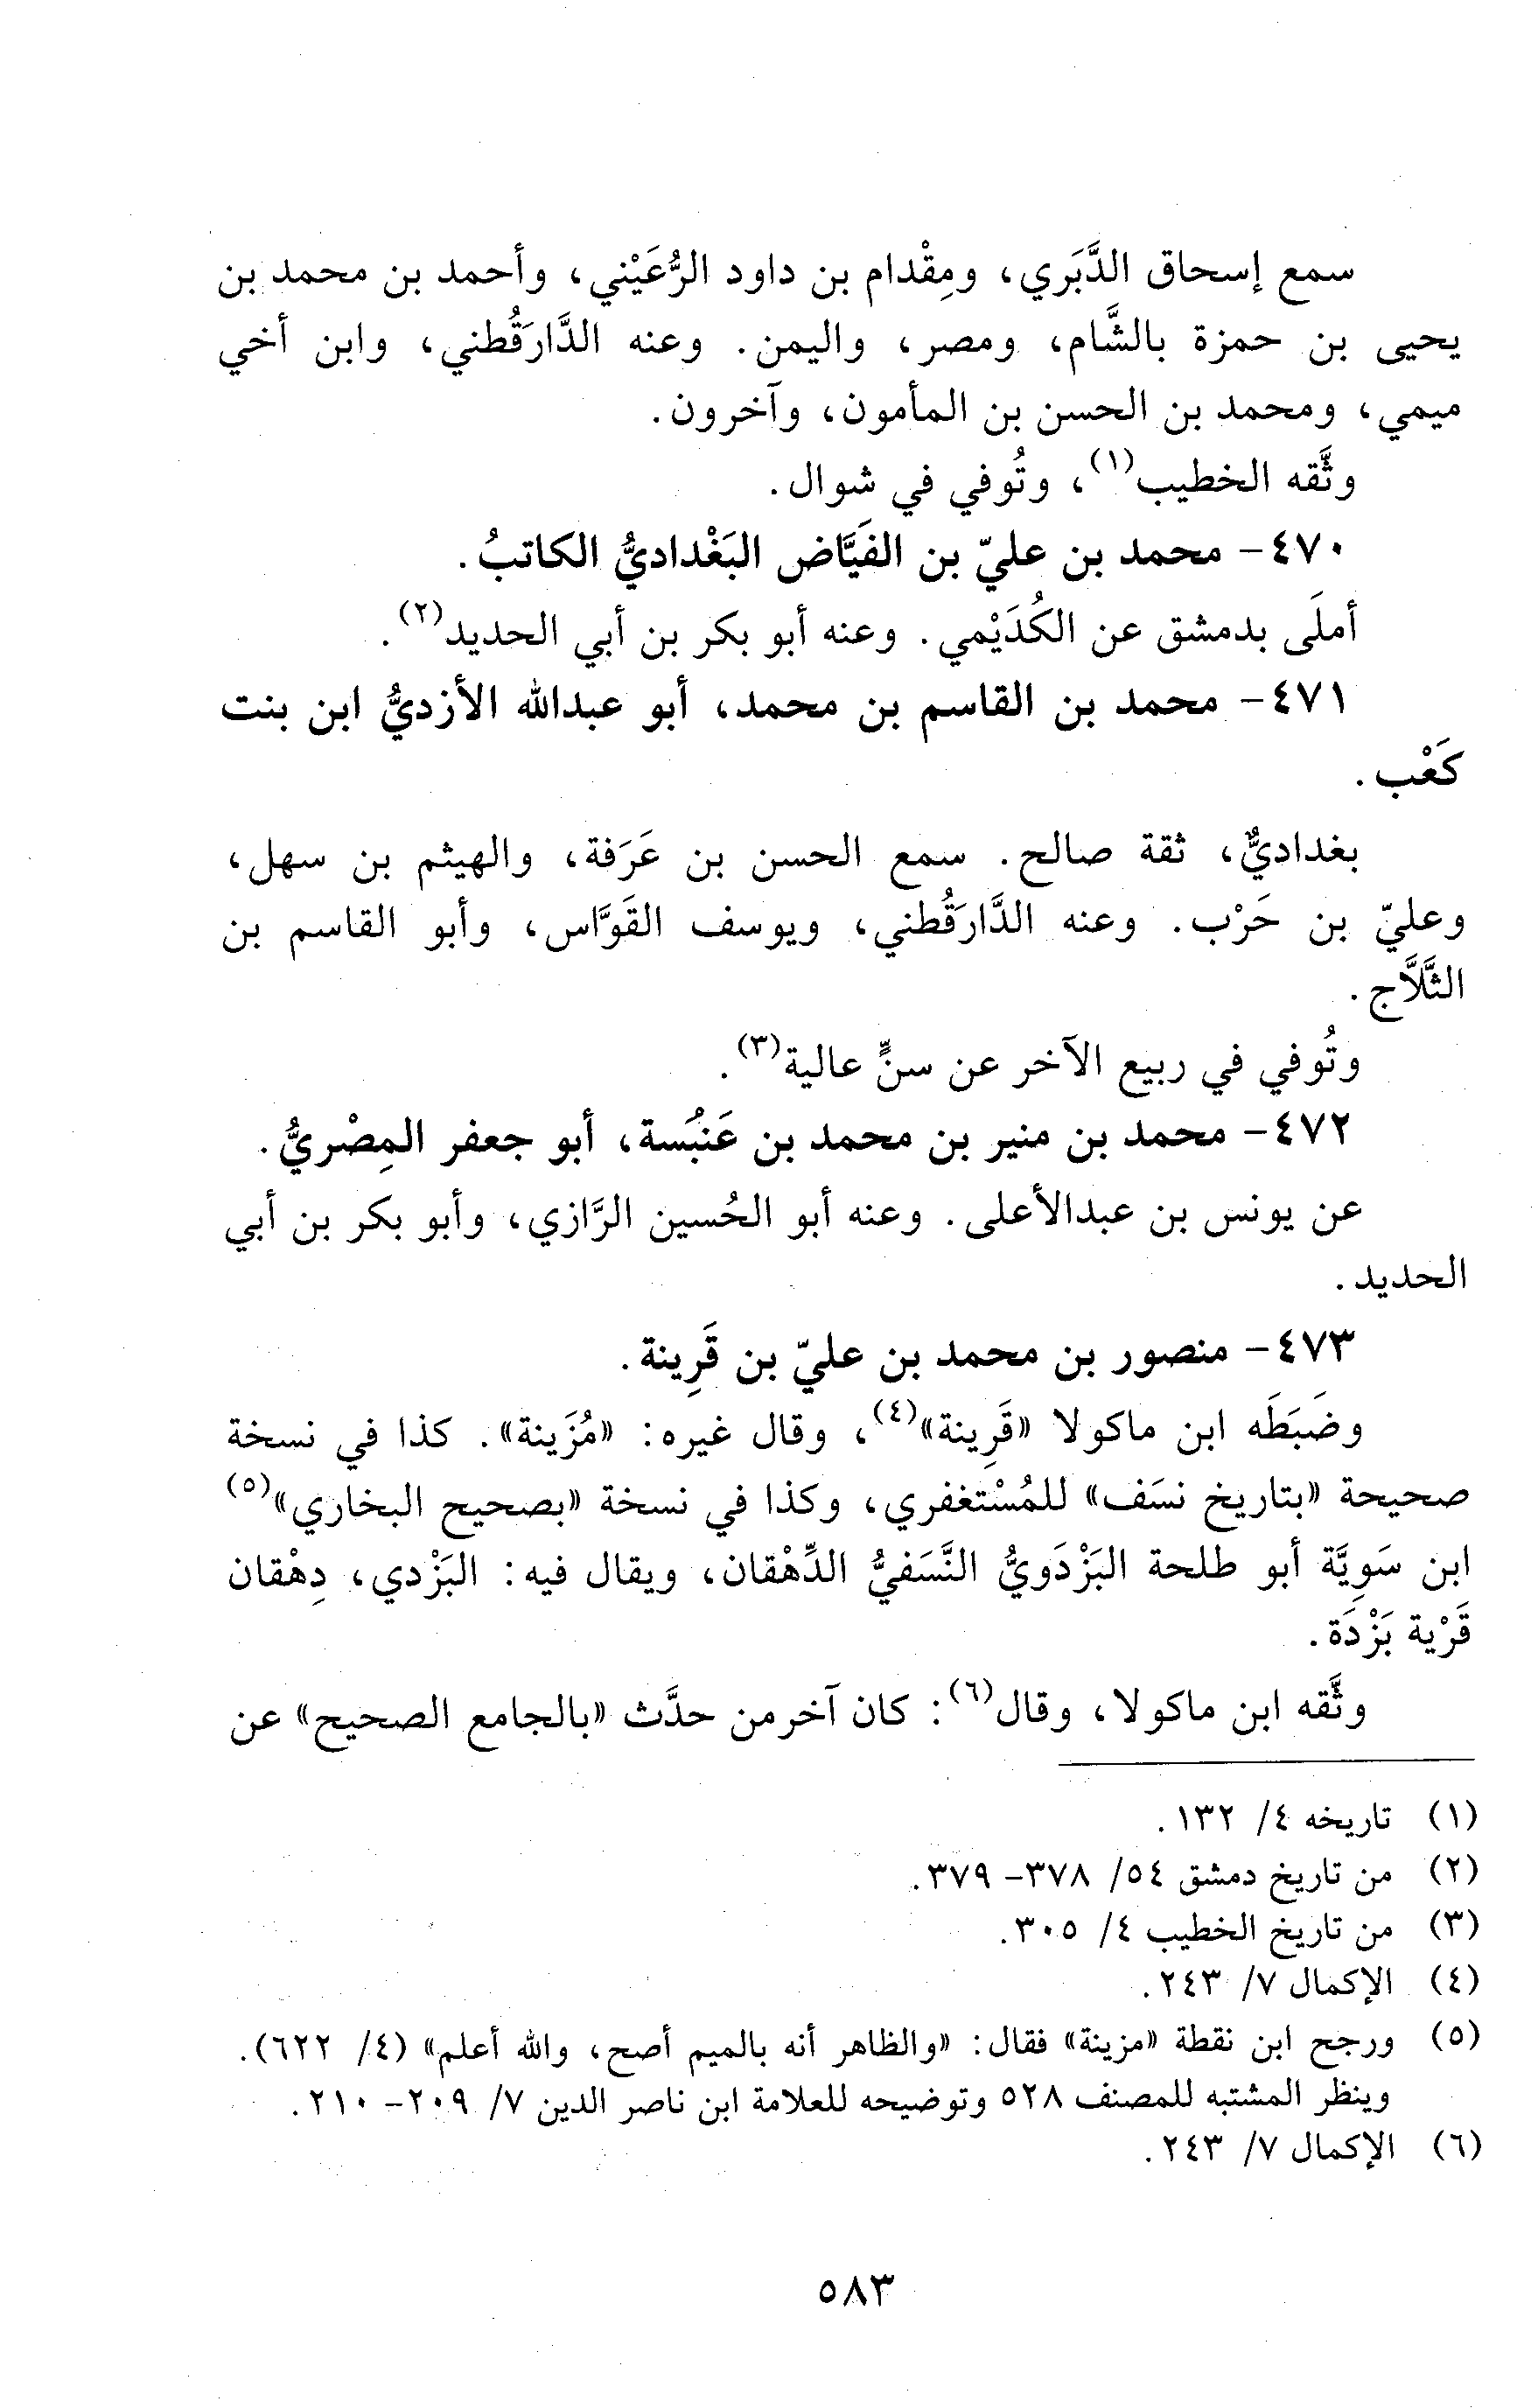 سمع إسحاق الدَّبَري، ومِقْدام بن داود الرُّعَيْني، وأحمد بن محمد بن
يحيى بن حمزة بالشَّام، ومصر، واليمن. وعنه الدَّارَقُطني، وابن أخي
ميمي، ومحمد بن الحسن بن المأمون، وآخرون.
وثَّقه الخطيب(١)، وتُوفي في شوال.
٤٧٠- محمد بن عليّ بن الفَيَّاض البَغْداديُّ الكاتبُ.
أملَى بدمشق عن الكُدَيْمي. وعنه أبو بكر بن أبي الحديد(٢).
٤٧١- محمد بن القاسم بن محمد، أبو عبدالله الأزديُّ ابن بنت
كَعْب.
بغداديٌّ، ثقة صالح. سمع الحسن بن عَرَفة، والهيثم بن سهل،
وعليّ بن حَرْب. وعنه الدَّارَقُطني، ويوسف القَوَّاس، وأبو القاسم بن
الثَّلاَّج.
وتُوفي في ربيع الآخر عن سنٍّ عالية(٣).
٤٧٢- محمد بن منير بن محمد بن عَنْبَسة، أبو جعفر المِصْريُّ.
عن يونس بن عبدالأعلى. وعنه أبو الحُسين الرَّازي، وأبو بكر بن أبي
الحديد.
٤٧٣- منصور بن محمد بن عليّ بن قَرِينة.
وضَبَطَه ابن ماكولا «قَرِينة»(٤)، وقال غيره: «مُزَينة». كذا في نسخة
صحيحة «بتاريخ نسَف» للمُسْتغفري، وكذا في نسخة «بصحيح البخاري»(٥)
ابن سَوِيَّة أبو طلحة البَزْدَويُّ النَّسَفيُّ الدِّهْقان، ويقال فيه: البَزْدي، دِهْقان
قَرْية بَزْدَة.
وثَّقه ابن ماكولا، وقال(٦): كان آخر من حدَّث «بالجامع الصحيح» عن
(١) تاريخه ٤/ ١٣٢.
(٢) من تاريخ دمشق ٥٤/ ٣٧٨- ٣٧٩.
(٣) من تاريخ الخطيب ٤/ ٣٠٥.
(٤) الإكمال ٧/ ٢٤٣.
(٥) ورجح ابن نقطة «مزينة» فقال: «والظاهر أنه بالميم أصح، والله أعلم» (٤/ ٦٢٢).
وينظر المشتبه للمصنف ٥٢٨ وتوضيحه للعلامة ابن ناصر الدين ٧/ ٢٠٩- ٢١٠.
(٦) الإكمال ٧/ ٢٤٣.
٥٨٣